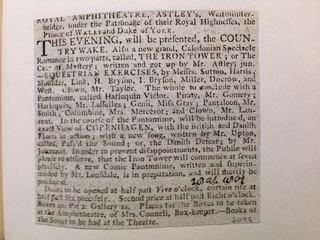 ROYAL AMPHITHEATRE, ASTLEY's, Westminster-
bridge, under the Patronage of their Royal Highnesses, the
Prince of Wales and Duke of York.
THIS EVENING, will be presented, the COUN-
TRY WAKE. Also a new grand, Caledonian Spectacle
Romance in two parts, called, THE IRON TOWER; or The
Cell of Mystery; written and got up by Mr. Astley, jun.
—EQUESTRIAN EXERCISES, by Messrs. Sutton, Harris,
Saunders, Link, H. Bryson, F. Bryson, Miller, Ducrow, and
West. Clown, Mr. Taylor. The whole to conclude with a
Pantomime, called Harlequin Victor. Pirate, Mr. Gomery;
Harlequin, Mr. Lasselles; Genii, Miss Gray; Pantaloon, Mr.
Smith; Columbine, Mrs. Mercerot; and Clown, Mr. Lau-
rent. In the course of the Pantomime, will be introduced, an
exact View of COPENHAGEN, with the British and Danish
Fleets in action; with a new song, written by Mr. Upton,
called, Pass'd the Sound; or, the Danish Defeat; by Mr.
Johannot. In order to prevent disappointments, the Public will
please to observe, that the Iron Tower will commence at seven
precisely. A new Comic Pantomime, written and superin-
tended by Mr. Lonsdale, is in preparation, and will shortly be
produced.
Doors to be opened at half past Five o'clock, curtain rise at
half past Six precisely. Second price at half past Eight o'clock.
Boxes 4s. Pit 2s. Gallery 1s. Places for the Boxes to be taken
at the Amphitheatre, of Mrs. Connell, Box-keeper.—Books of
the Songs to be had at the Theatre.